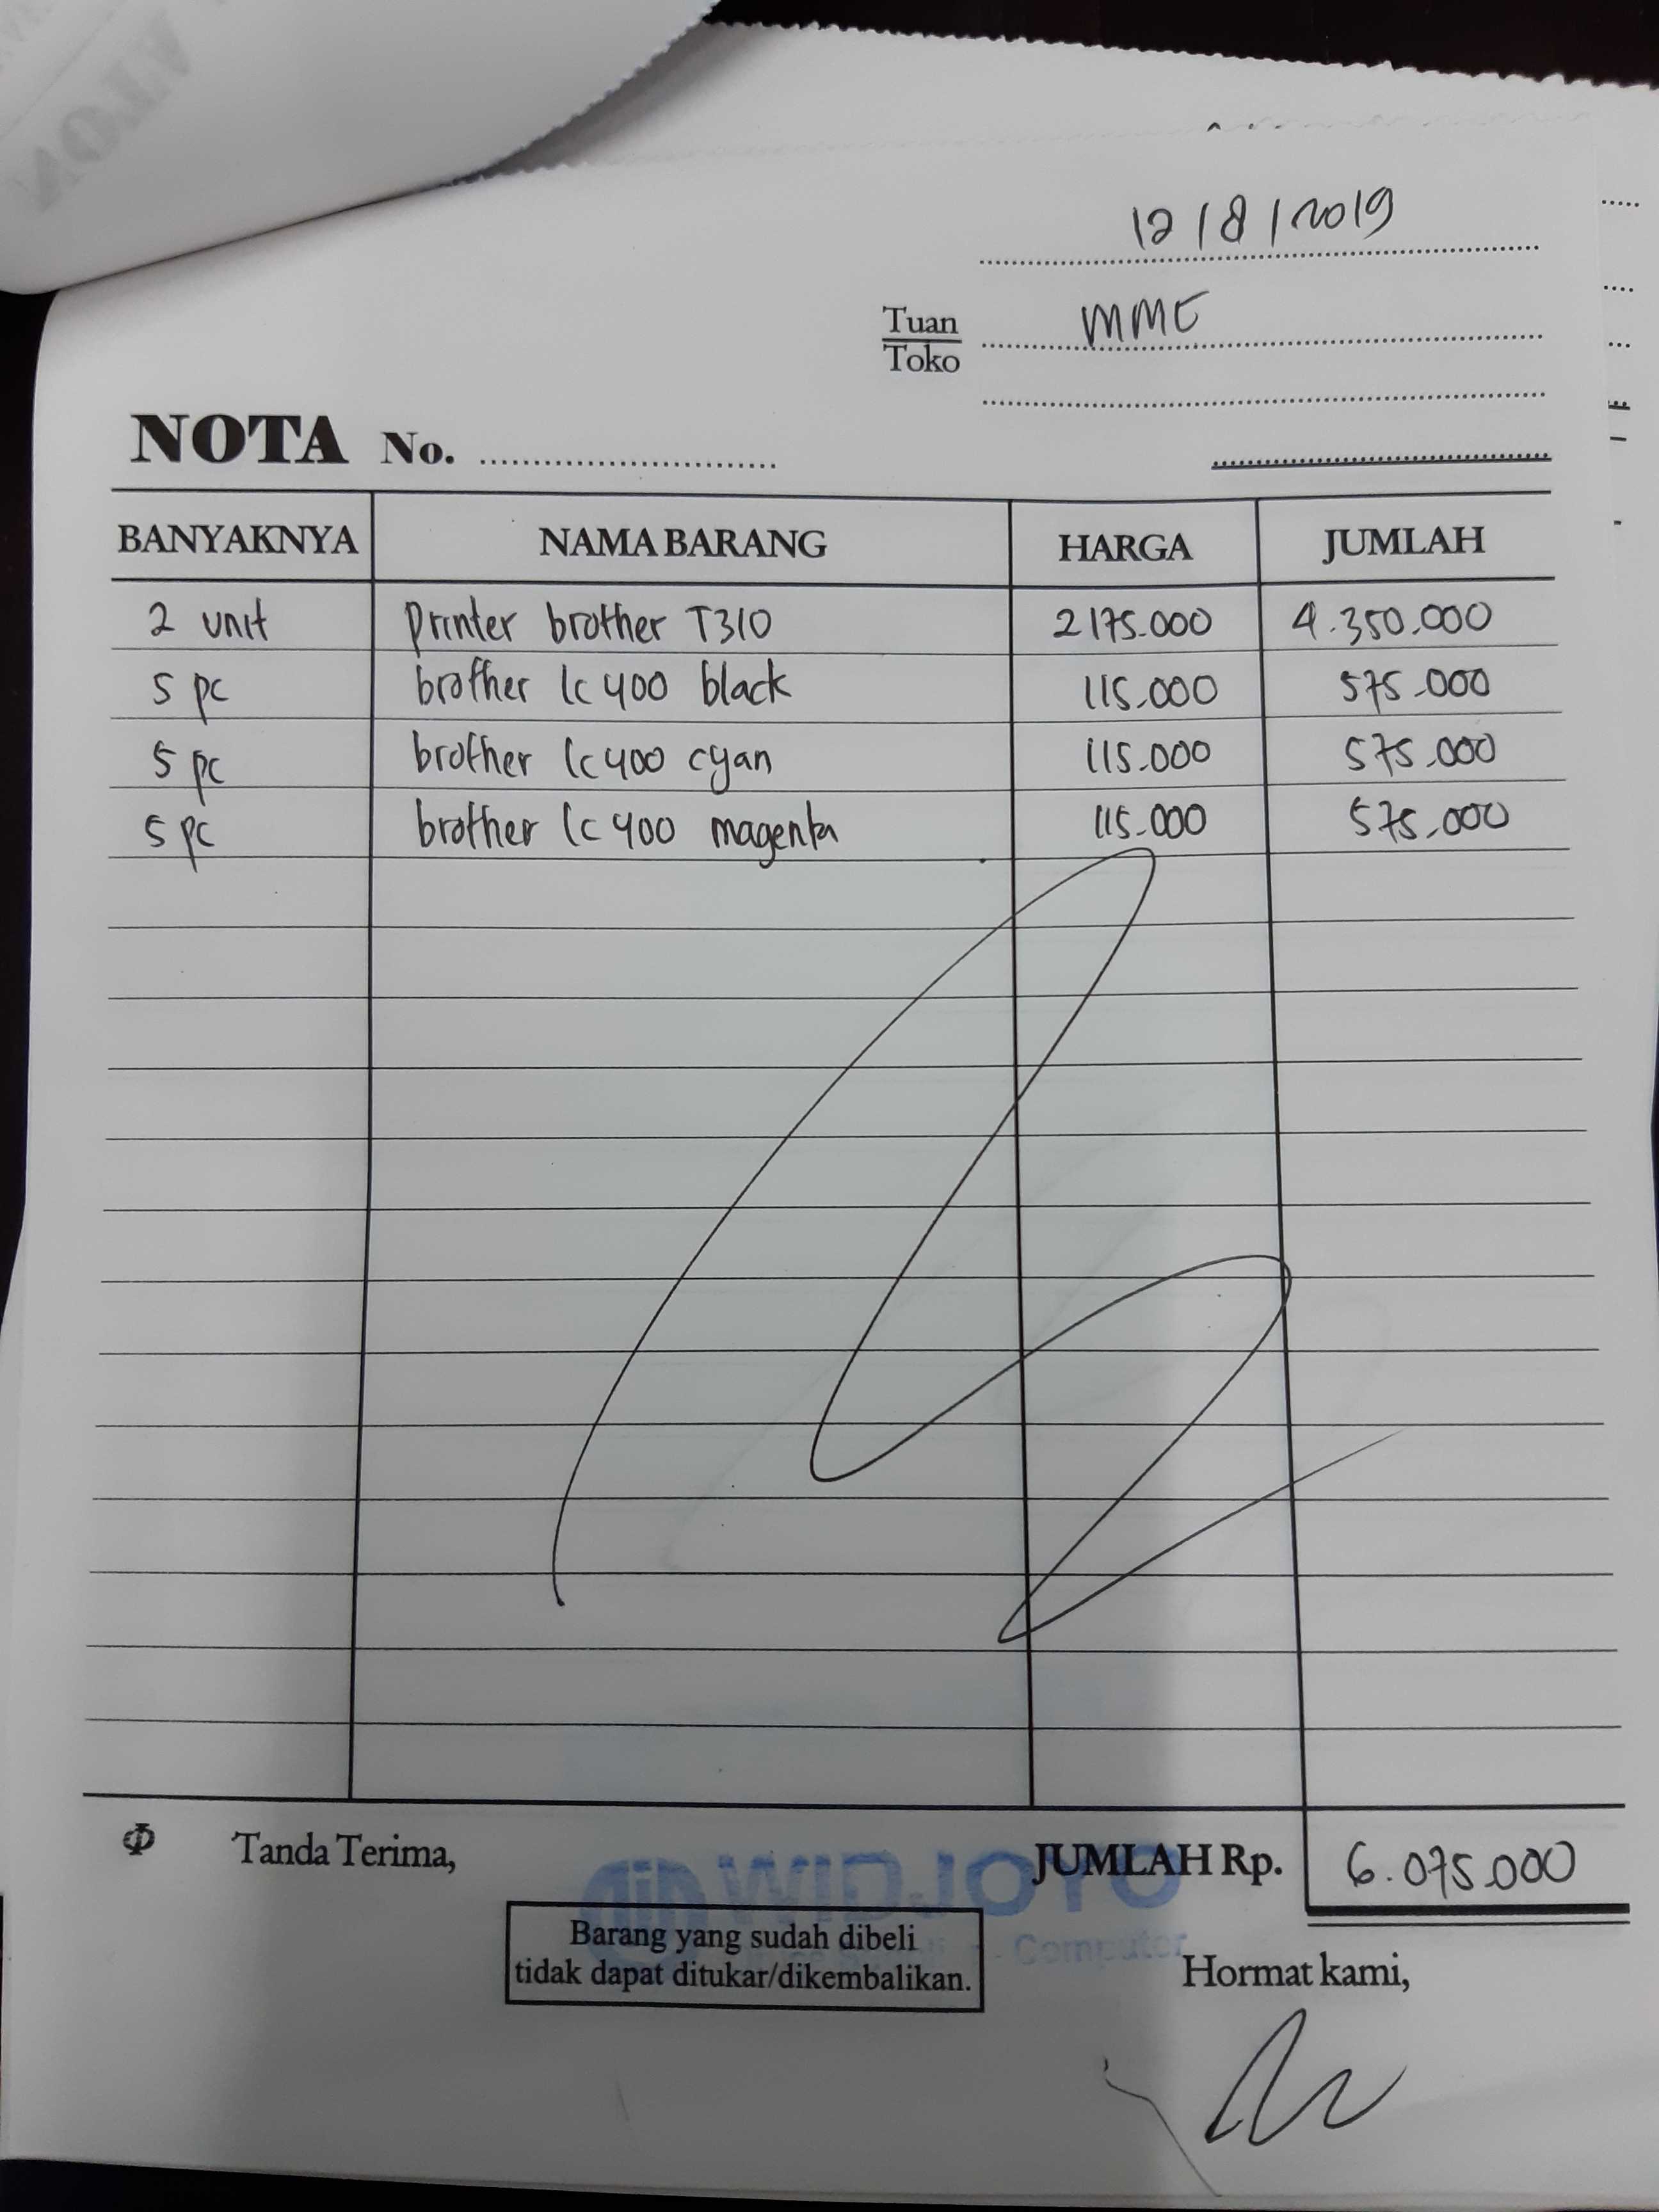 12/8/2019
Tuan
Toko
MME
NOTA No.
BANYAKNYA NAMA BARANG HARGA JUMLAH
2 unit printer brother T310 2175.000 4.350.000
5 pc brother lc 400 black 115.000 575.000
5 pc brother lc 400 cyan 115.000 575.000
5 pc brother lc 400 magenta 115.000 575.000
Tanda Terima, JUMLAH Rp. 6.075.000
WIDJOYO
Computer
Barang yang sudah dibeli
tidak dapat ditukar/dikembalikan.
Hormat kami,